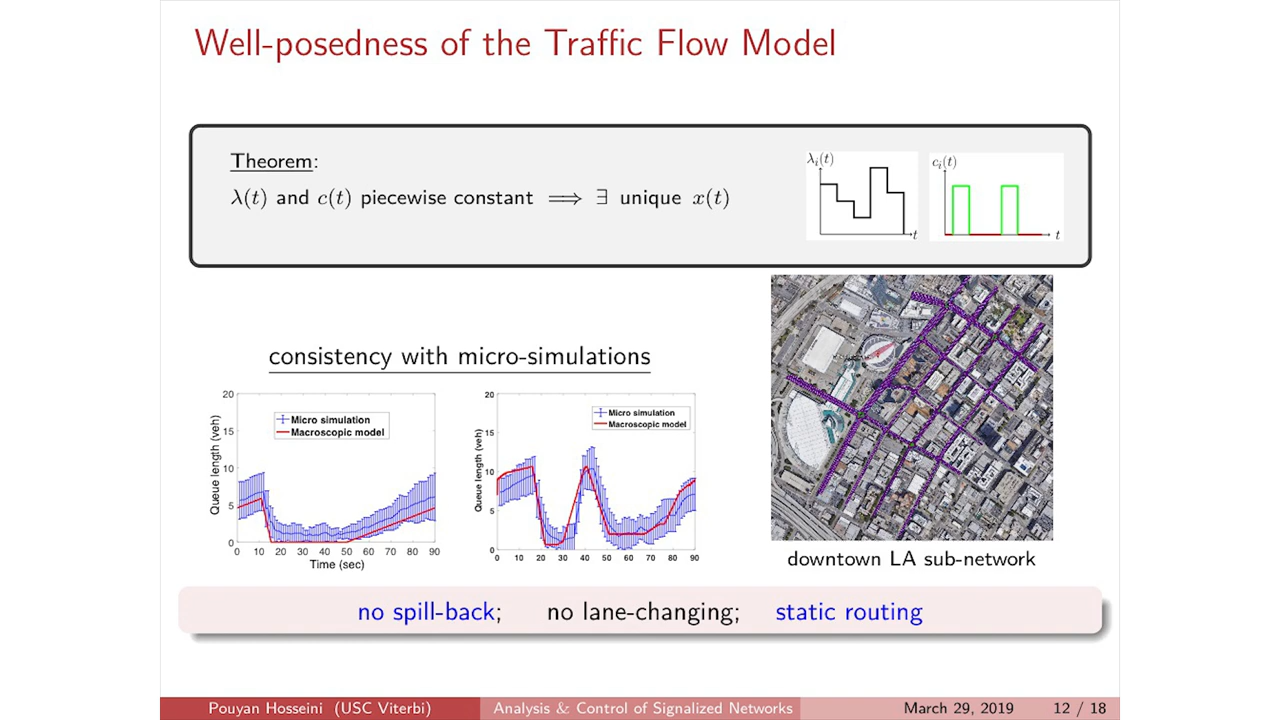 Well-posedness of the Traffic Flow Model
Theorem:
λ(t) and c(t) piecewise constant ⟹ ∃ unique x(t)
λᵢ(t)
t
cᵢ(t)
t
consistency with micro-simulations
Queue length (veh)
20
15
10
5
0
Micro simulation
Macroscopic model
0 10 20 30 40 50 60 70 80 90
Time (sec)
Queue length (veh)
20
15
10
5
0
Micro simulation
Macroscopic model
0 10 20 30 40 50 60 70 80 90
downtown LA sub-network
no spill-back; no lane-changing; static routing
Pouyan Hosseini (USC Viterbi) Analysis & Control of Signalized Networks March 29, 2019 12 / 18